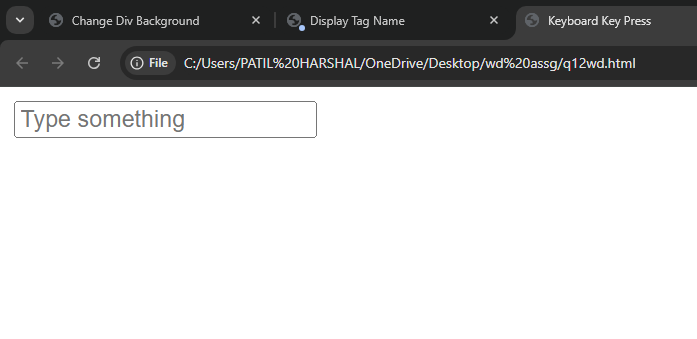 Change Div Background
Display Tag Name
Keyboard Key Press
File
C:/Users/PATIL%20HARSHAL/OneDrive/Desktop/wd%20assg/q12wd.html
Type something